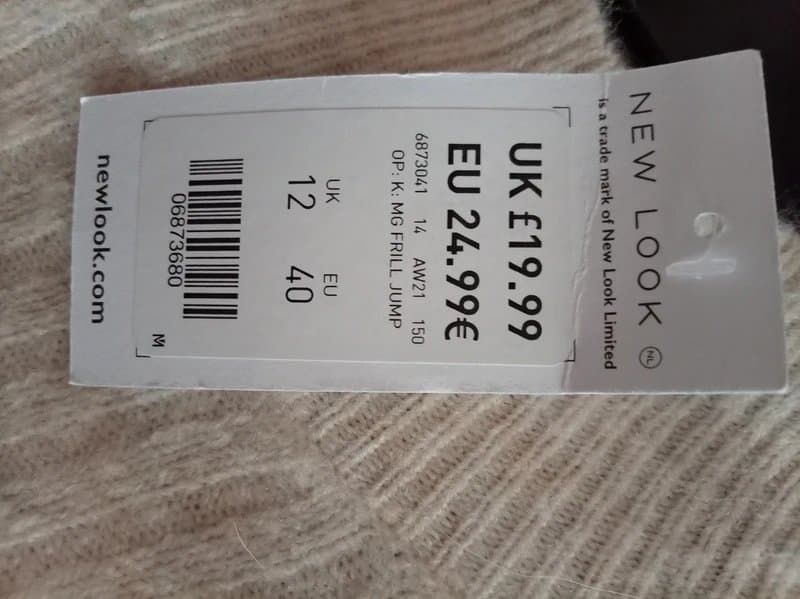 NEW LOOK NL
is a trade mark of New Look Limited
UK £19.99
EU 24.99€
6873041 14 AW21 150
OP: K: MG FRILL JUMP
UK EU
12 40
06873680
M
newlook.com